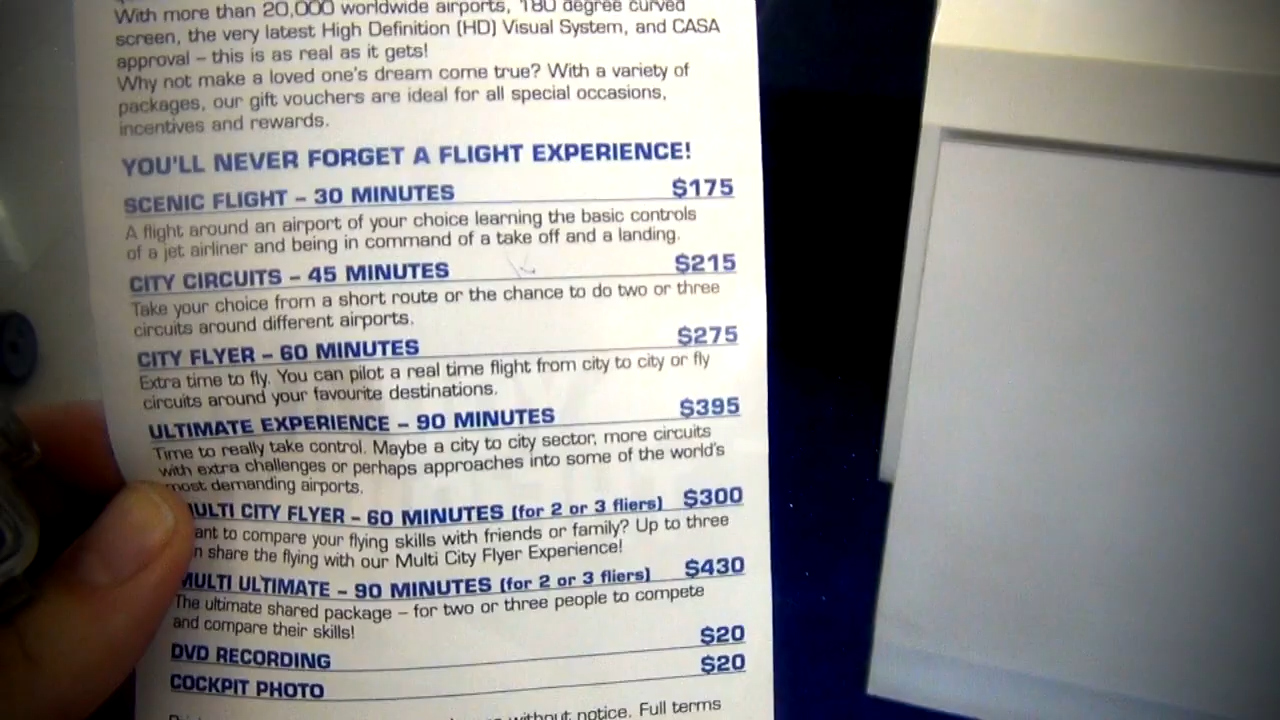 With more than 20,000 worldwide airports, 180 degree curved
screen, the very latest High Definition (HD) Visual System, and CASA
approval – this is as real as it gets!
Why not make a loved one's dream come true? With a variety of
packages, our gift vouchers are ideal for all special occasions,
incentives and rewards.
YOU'LL NEVER FORGET A FLIGHT EXPERIENCE!
SCENIC FLIGHT – 30 MINUTES $175
A flight around an airport of your choice learning the basic controls
of a jet airliner and being in command of a take off and a landing.
CITY CIRCUITS – 45 MINUTES $215
Take your choice from a short route or the chance to do two or three
circuits around different airports.
CITY FLYER – 60 MINUTES $275
Extra time to fly. You can pilot a real time flight from city to city or fly
circuits around your favourite destinations.
ULTIMATE EXPERIENCE – 90 MINUTES $395
Time to really take control. Maybe a city to city sector, more circuits
with extra challenges or perhaps approaches into some of the world's
most demanding airports.
MULTI CITY FLYER – 60 MINUTES (for 2 or 3 fliers) $300
ant to compare your flying skills with friends or family? Up to three
n share the flying with our Multi City Flyer Experience!
MULTI ULTIMATE – 90 MINUTES (for 2 or 3 fliers) $430
The ultimate shared package – for two or three people to compete
and compare their skills!
DVD RECORDING $20
COCKPIT PHOTO $20
without notice. Full terms